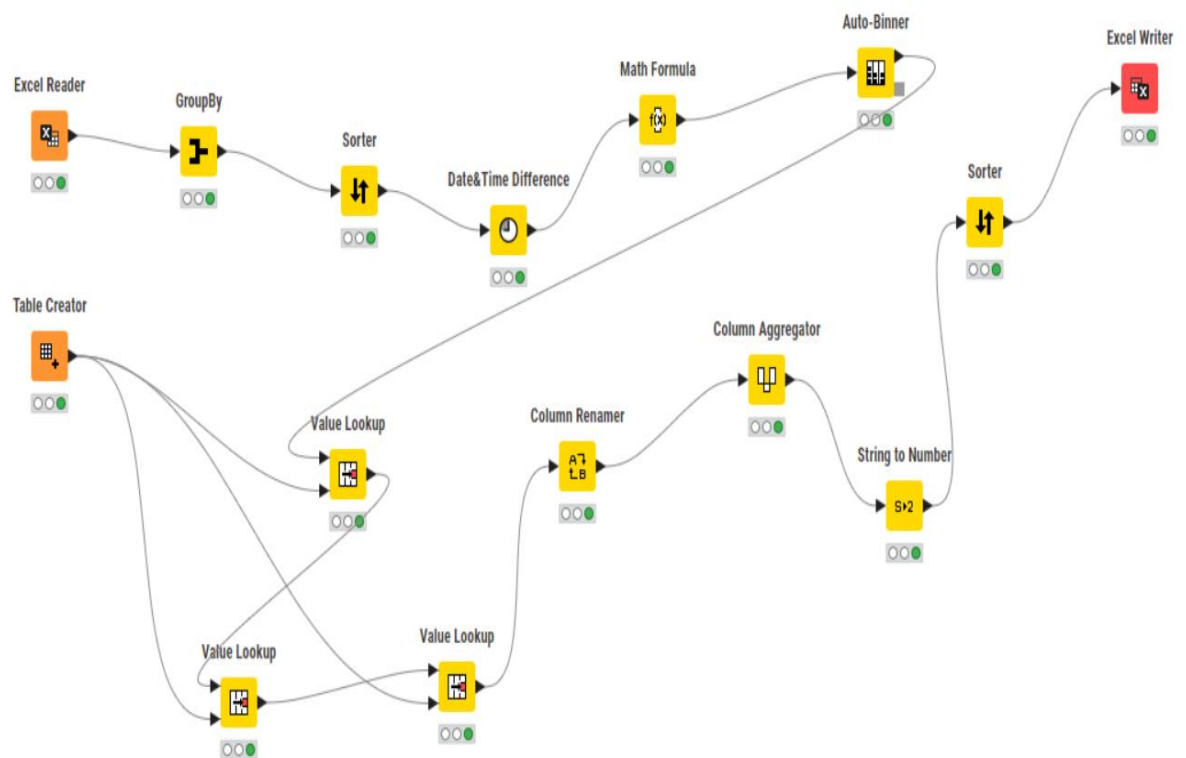 Auto-Binner
Excel Writer
Math Formula
Excel Reader
GroupBy
Sorter
Date&Time Difference
f(x)
Sorter
Table Creator
Column Aggregator
Value Lookup
Column Renamer
A
B
String to Number
S▸2
Value Lookup
Value Lookup